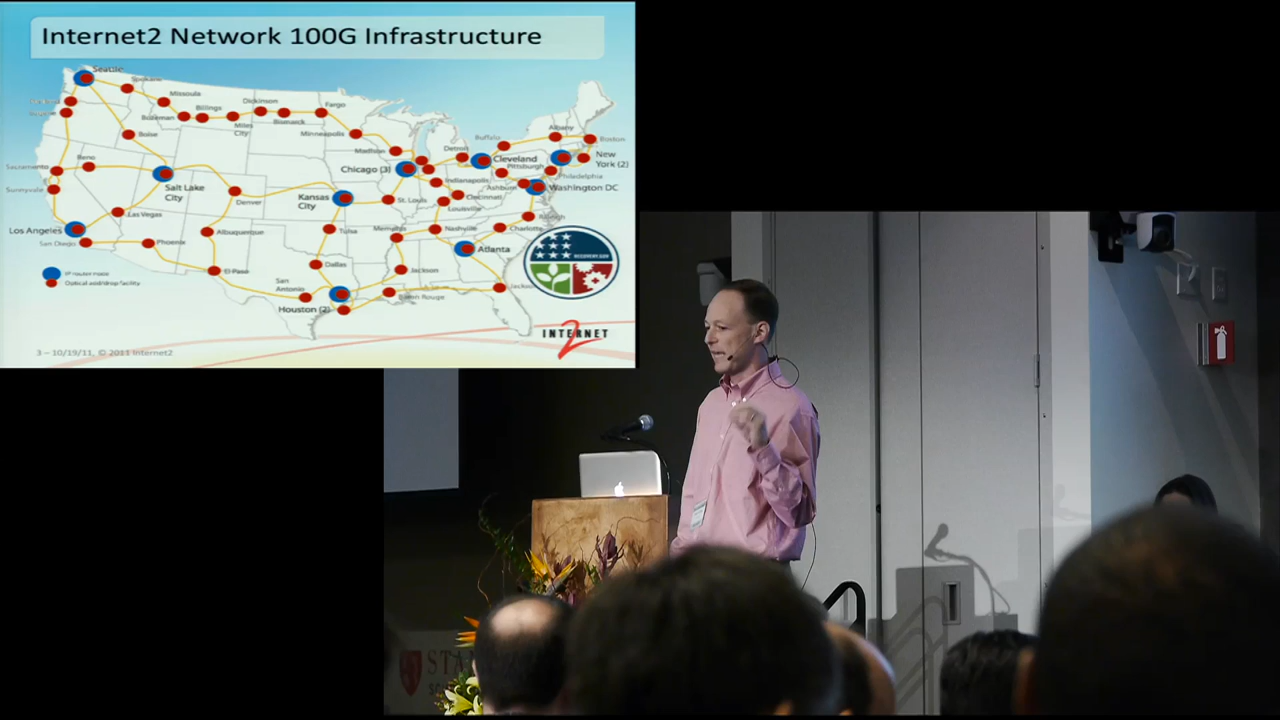 Internet2 Network 100G Infrastructure
Seattle
Spokane
Missoula
Billings
Dickinson
Fargo
Bozeman
Miles
City
Bismarck
Minneapolis
Boise
Madison
Detroit
Buffalo
Albany
Boston
Cleveland
New
York (2)
Pittsburgh
Philadelphia
Sacramento
Reno
Chicago (3)
Sunnyvale
Salt Lake
City
Denver
Kansas
City
St. Louis
Indianapolis
Cincinnati
Louisville
Ashburn
Washington DC
Raleigh
Los Angeles
Las Vegas
San Diego
Phoenix
Albuquerque
Tulsa
Memphis
Nashville
Charlotte
Atlanta
RECOVERY.GOV
El Paso
Dallas
Jackson
San
Antonio
Houston (2)
Baton Rouge
IP router node
Optical add/drop facility
INTERNET
2
3 – 10/19/11, © 2011 Internet2